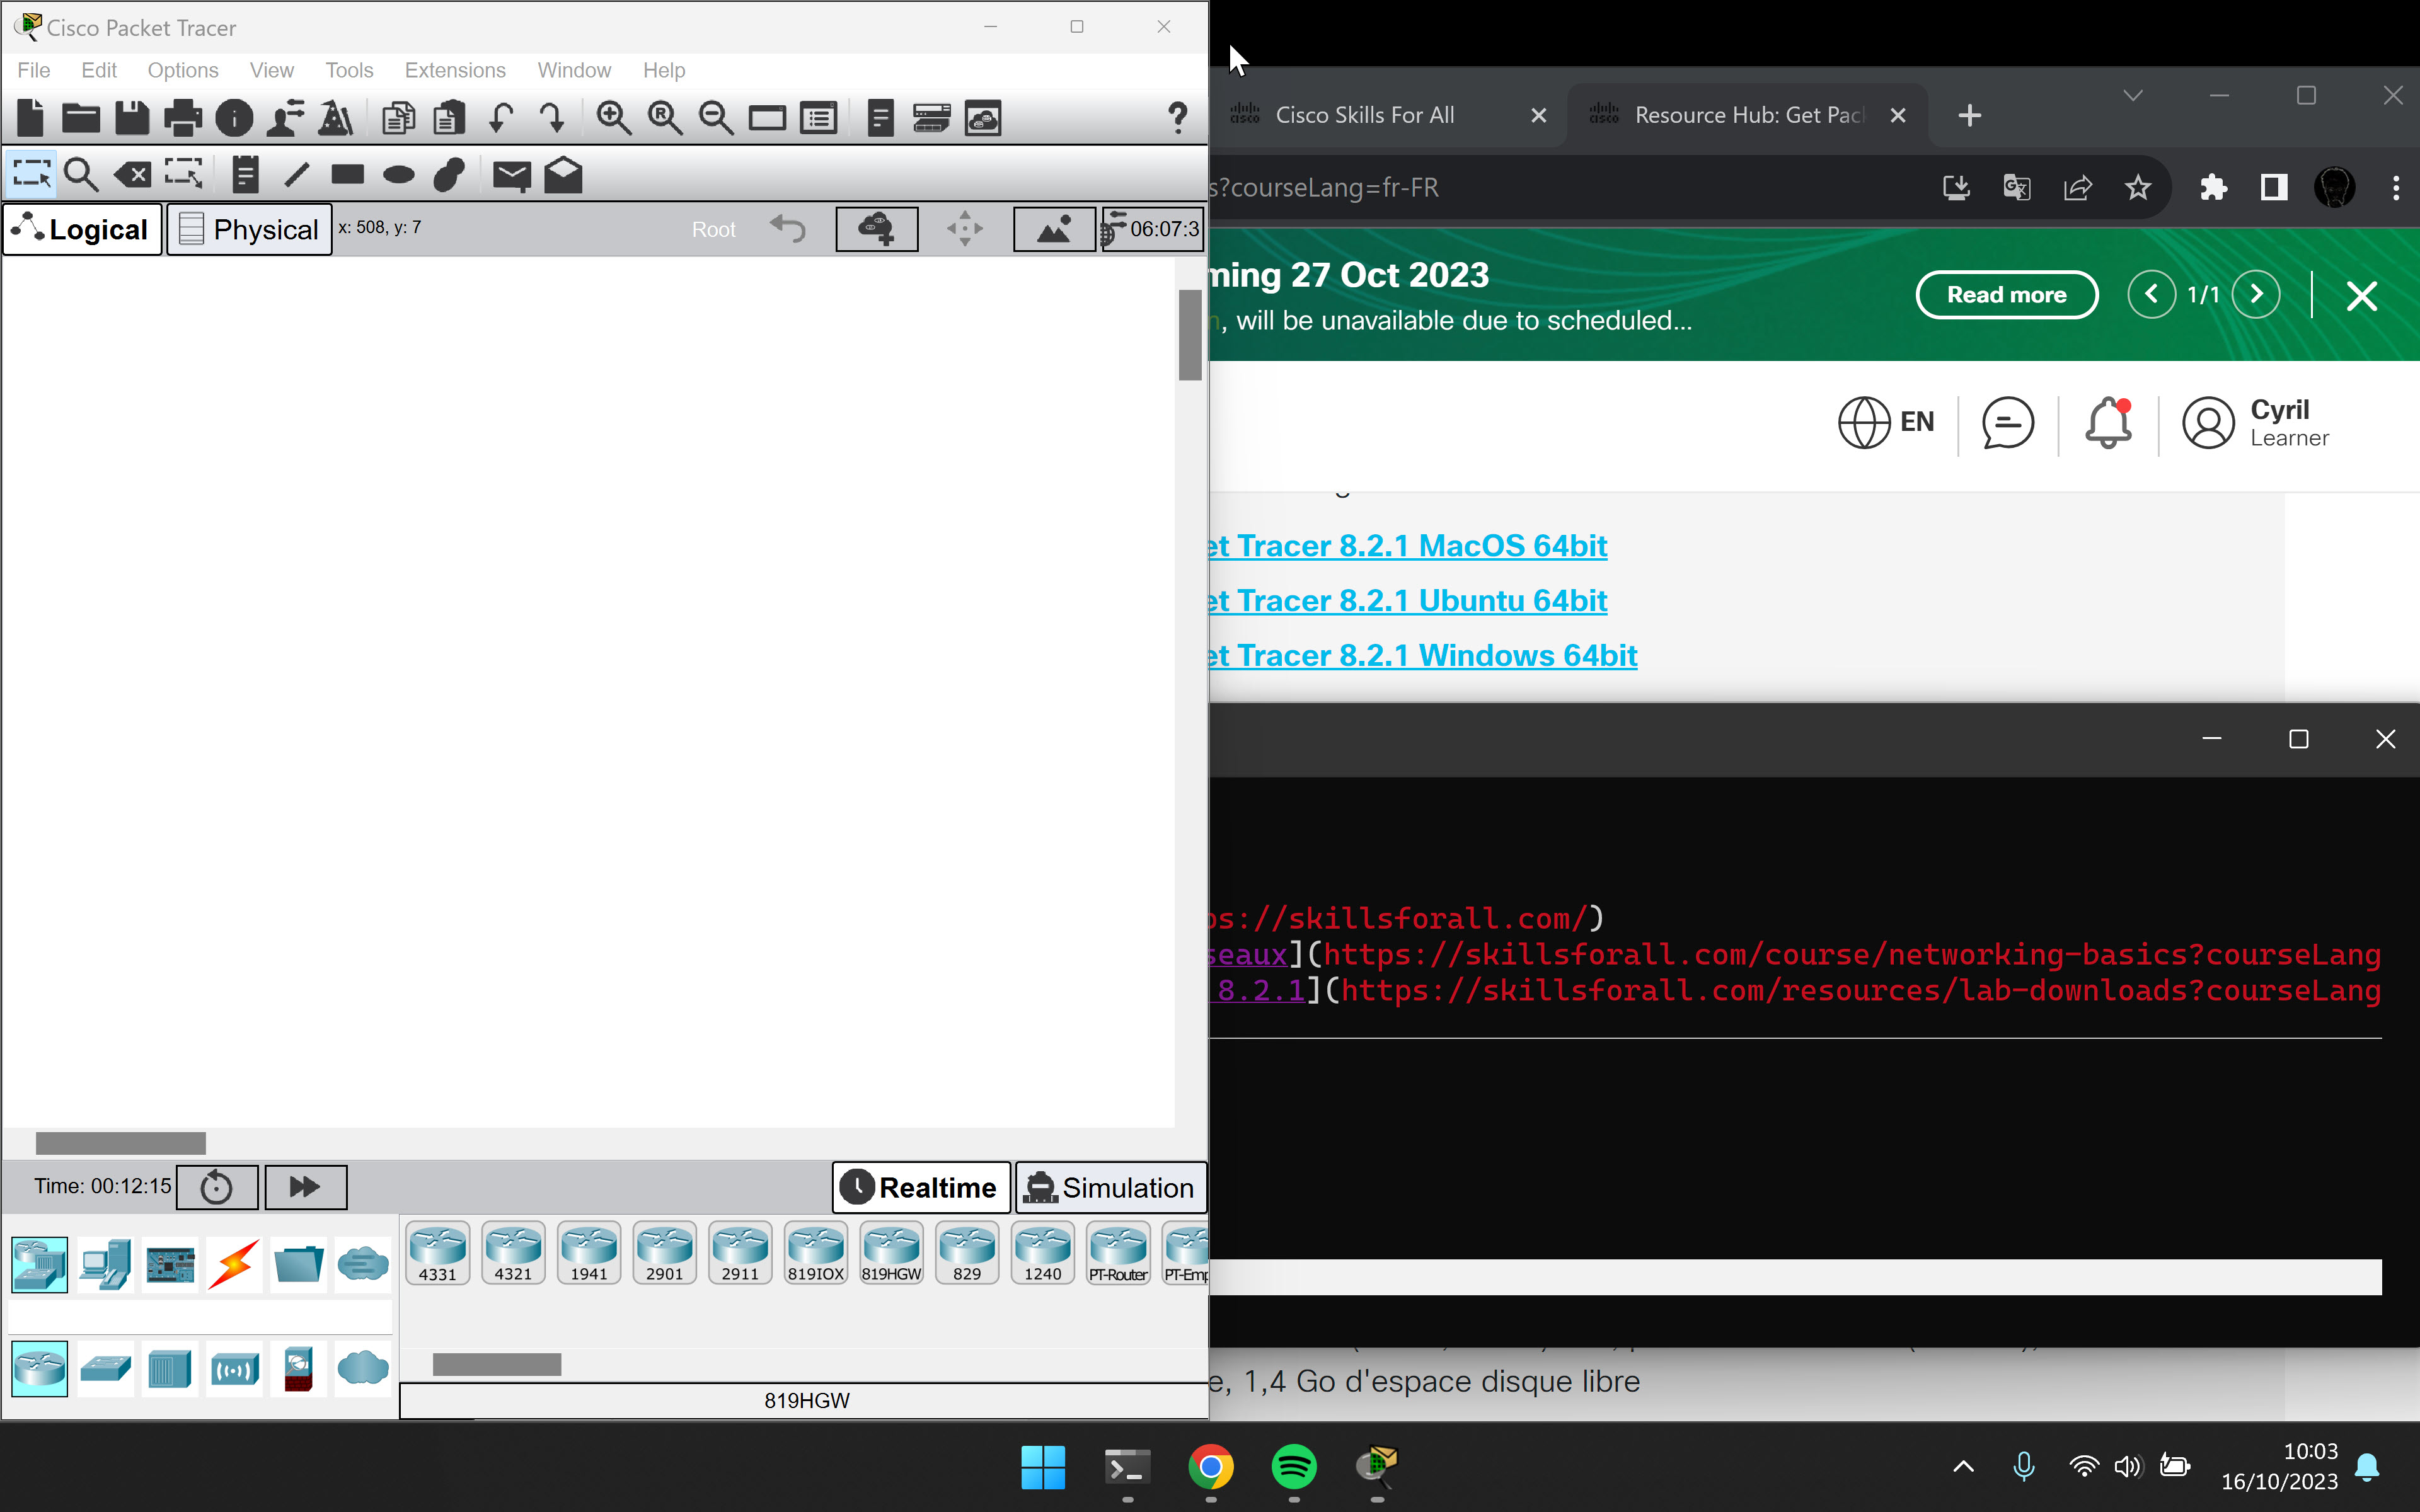 Cisco Packet Tracer
File Edit Options View Tools Extensions Window Help
Logical Physical x: 508, y: 7 Root 06:07:3
Time: 00:12:15 Realtime Simulation
4331 4321 1941 2901 2911 819IOX 819HGW 829 1240 PT-Router PT-Emp
819HGW
Cisco Skills For All Resource Hub: Get Pac
s?courseLang=fr-FR
ming 27 Oct 2023
n, will be unavailable due to scheduled...
Read more 1/1
EN
Cyril
Learner
et Tracer 8.2.1 MacOS 64bit
et Tracer 8.2.1 Ubuntu 64bit
et Tracer 8.2.1 Windows 64bit
ps://skillsforall.com/)
seaux](https://skillsforall.com/course/networking-basics?courseLang
8.2.1](https://skillsforall.com/resources/lab-downloads?courseLang
e, 1,4 Go d'espace disque libre
10:03
16/10/2023